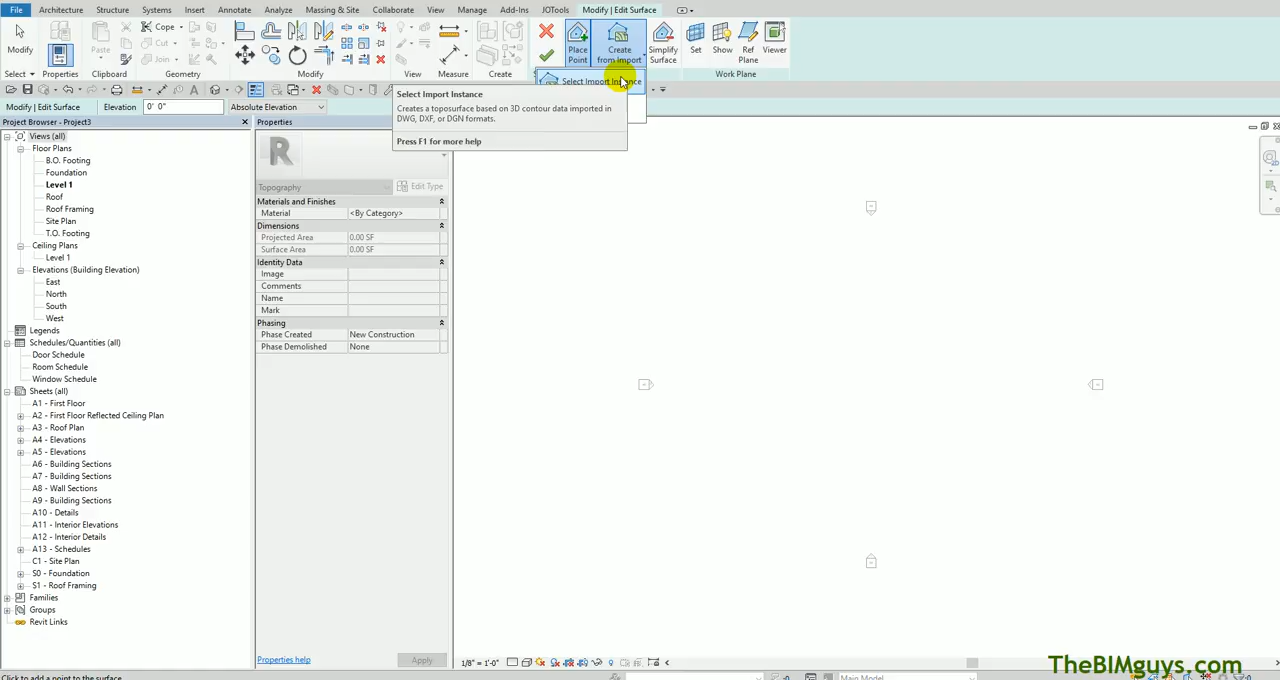 File Architecture Structure Systems Insert Annotate Analyze Massing & Site Collaborate View Manage Add-Ins JOTools Modify | Edit Surface
Modify
Select
Properties
Paste
Clipboard
Cope
Cut
Join
Geometry
Modify
View
Measure
Create
Place Point
Create from Import
Simplify Surface
Set
Show
Ref Plane
Viewer
Work Plane
Select Import Instance
Modify | Edit Surface Elevation 0' 0" Absolute Elevation
Select Import Instance
Creates a toposurface based on 3D contour data imported in
DWG, DXF, or DGN formats.
Press F1 for more help
Project Browser - Project3
Views (all)
Floor Plans
B.O. Footing
Foundation
Level 1
Roof
Roof Framing
Site Plan
T.O. Footing
Ceiling Plans
Level 1
Elevations (Building Elevation)
East
North
South
West
Legends
Schedules/Quantities (all)
Door Schedule
Room Schedule
Window Schedule
Sheets (all)
A1 - First Floor
A2 - First Floor Reflected Ceiling Plan
A3 - Roof Plan
A4 - Elevations
A5 - Elevations
A6 - Building Sections
A7 - Building Sections
A8 - Wall Sections
A9 - Building Sections
A10 - Details
A11 - Interior Elevations
A12 - Interior Details
A13 - Schedules
C1 - Site Plan
S0 - Foundation
S1 - Roof Framing
Families
Groups
Revit Links
Properties
R
Topography Edit Type
Materials and Finishes
Material <By Category>
Dimensions
Projected Area 0.00 SF
Surface Area 0.00 SF
Identity Data
Image
Comments
Name
Mark
Phasing
Phase Created New Construction
Phase Demolished None
Properties help Apply
1/8" = 1'-0"
Click to add a point to the surface
Main Model
TheBIMguys.com